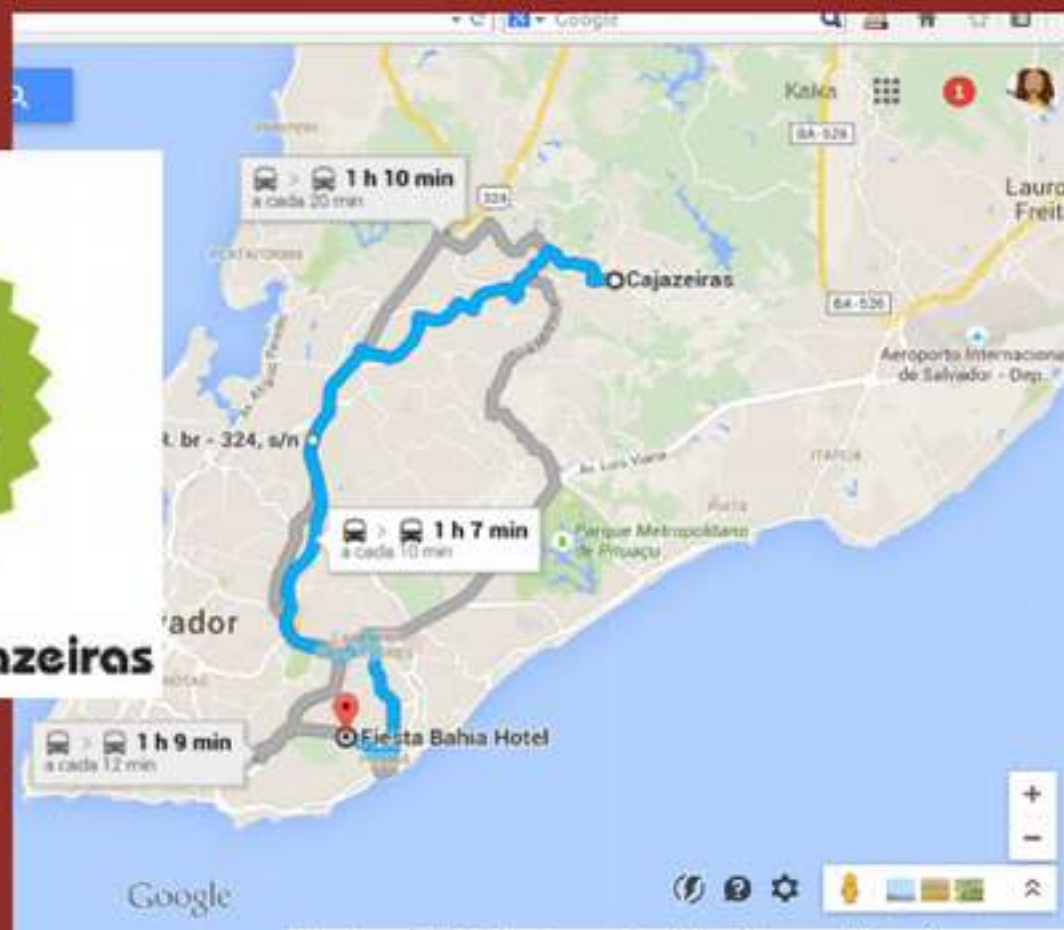 Google
Kaka
1
BA-526
Lauro
Freit
1 h 10 min
a cada 20 min
324
Cajazeiras
BA-526
Aeroporto Internaciona
de Salvador - Dep.
br - 324, s/n
Av. Luís Viana
ITAPUÃ
1 h 7 min
a cada 10 min
Parque Metropolitano
de Pituaçu
vador
azeiras
Fiesta Bahia Hotel
1 h 9 min
a cada 12 min
+
−
Google